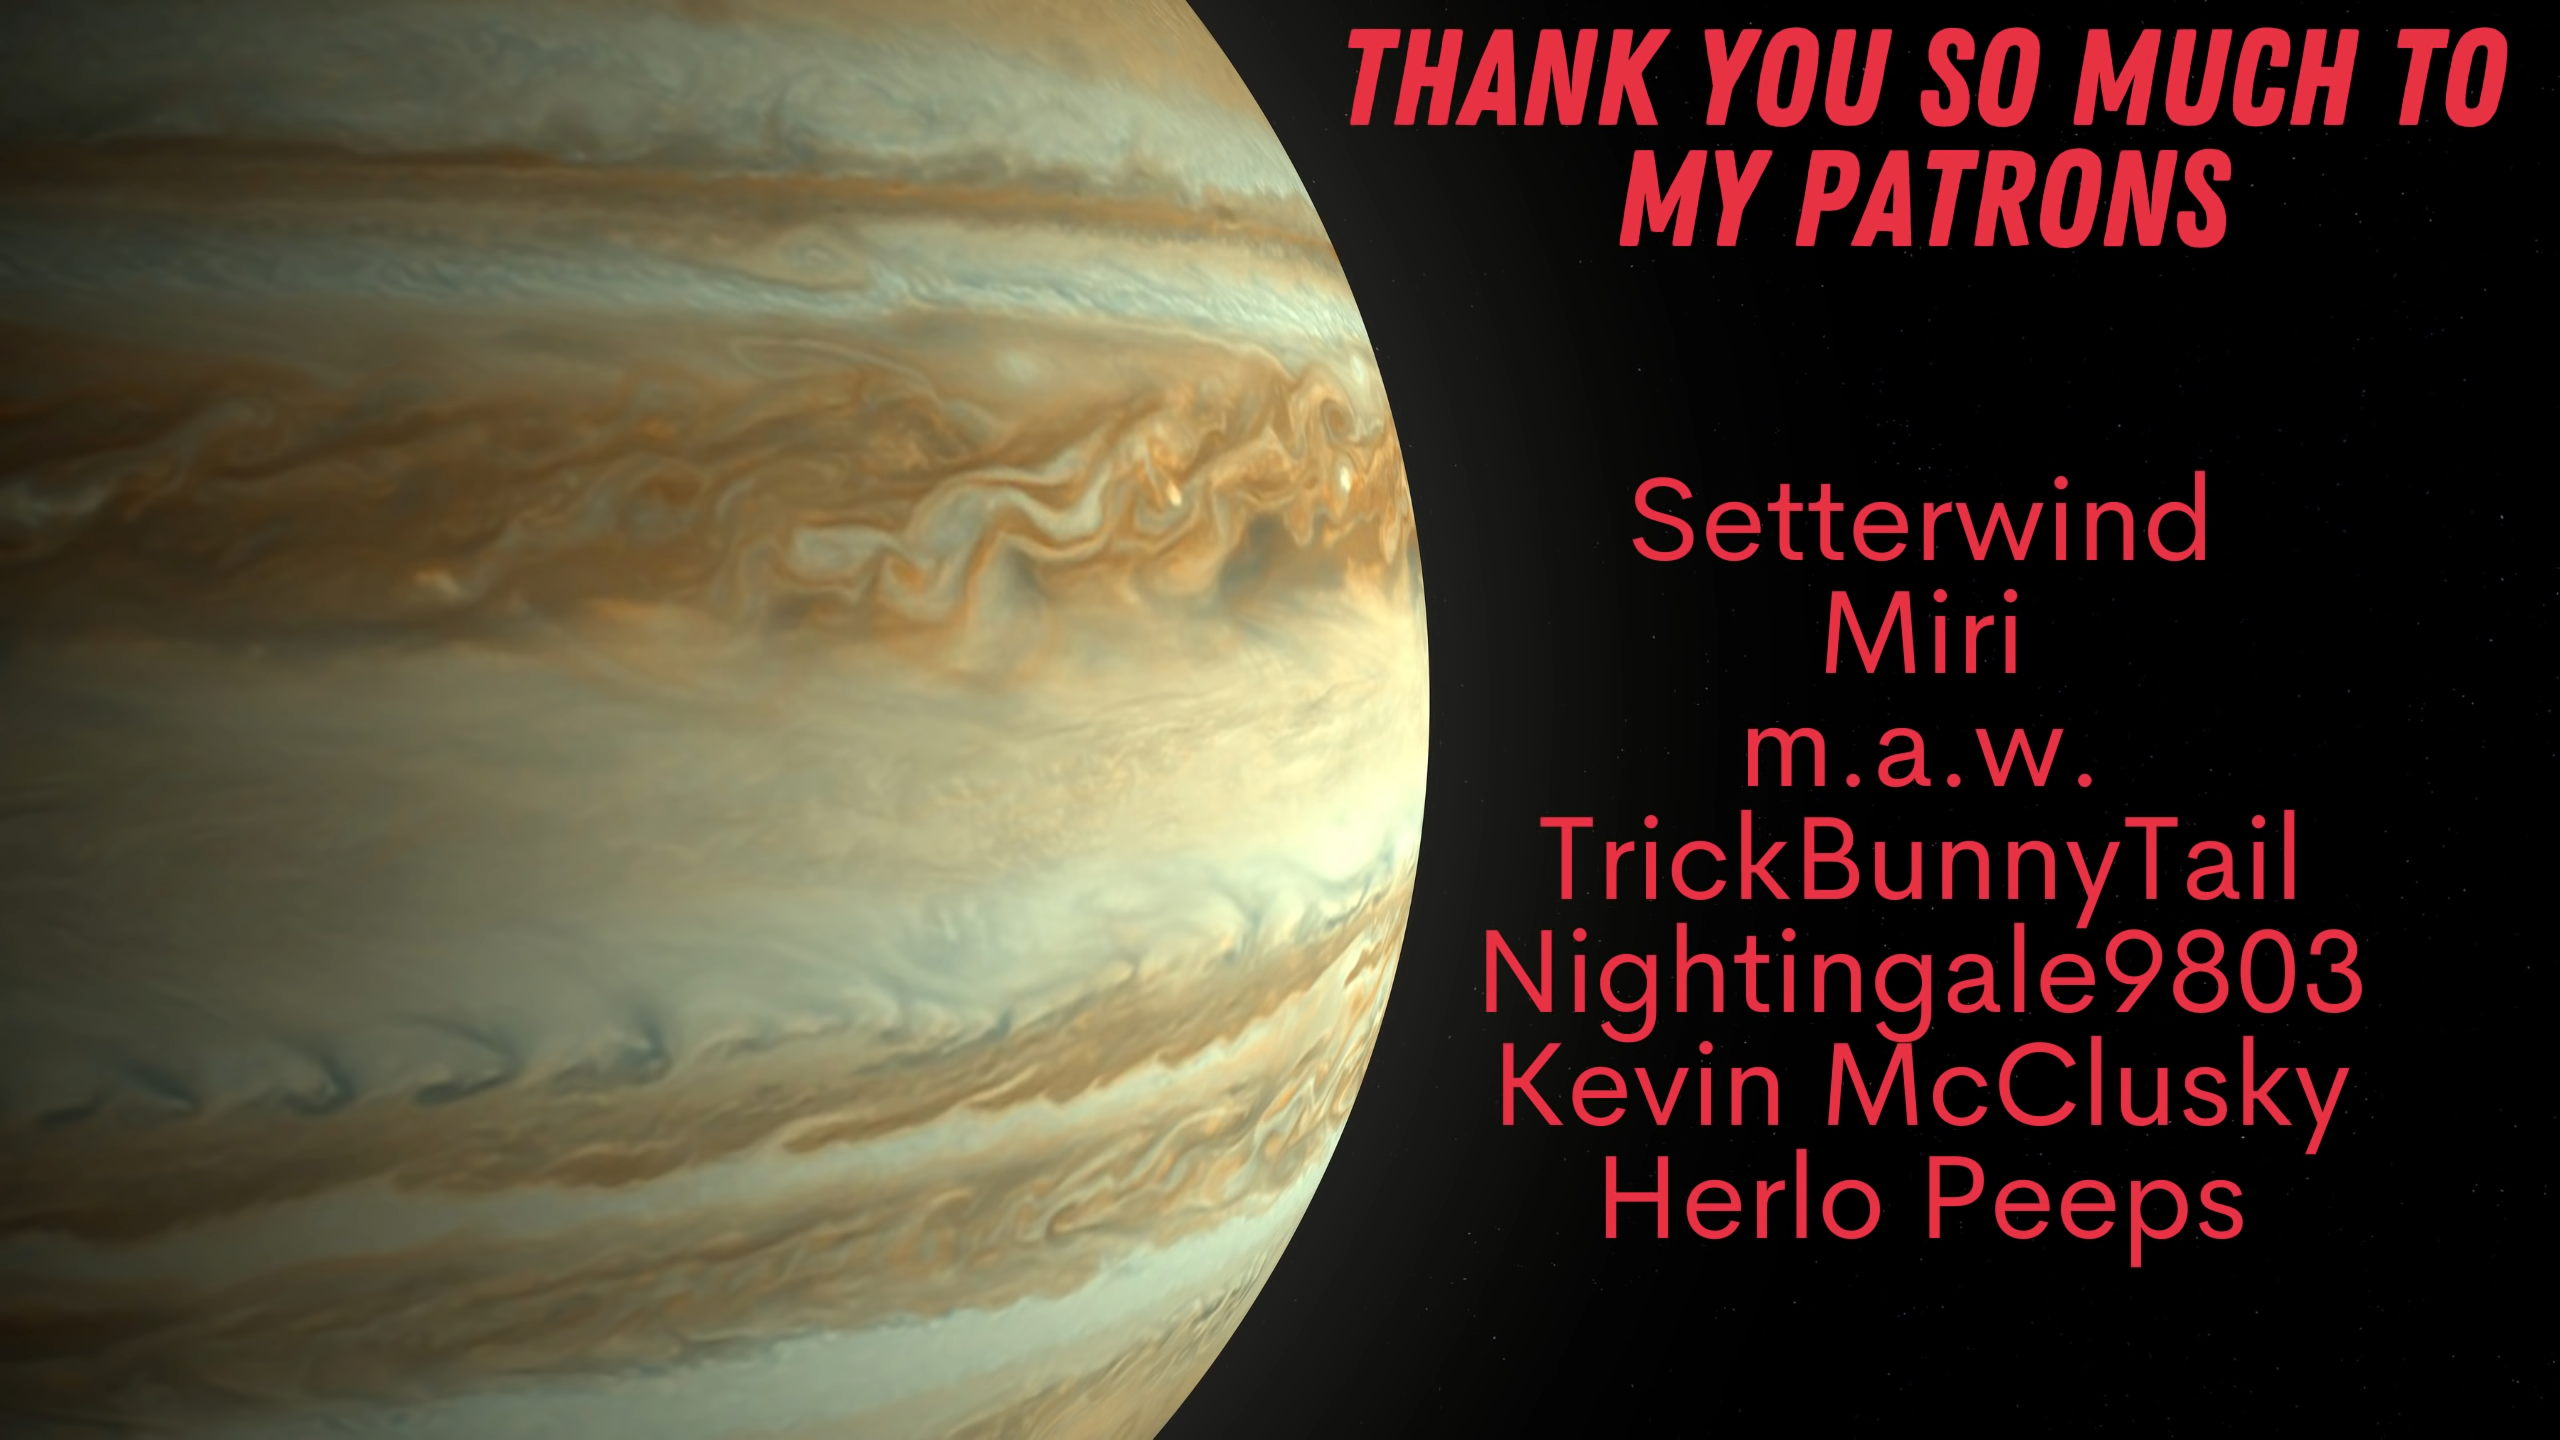 THANK YOU SO MUCH TO
MY PATRONS
Setterwind
Miri
m.a.w.
TrickBunnyTail
Nightingale9803
Kevin McClusky
Herlo Peeps